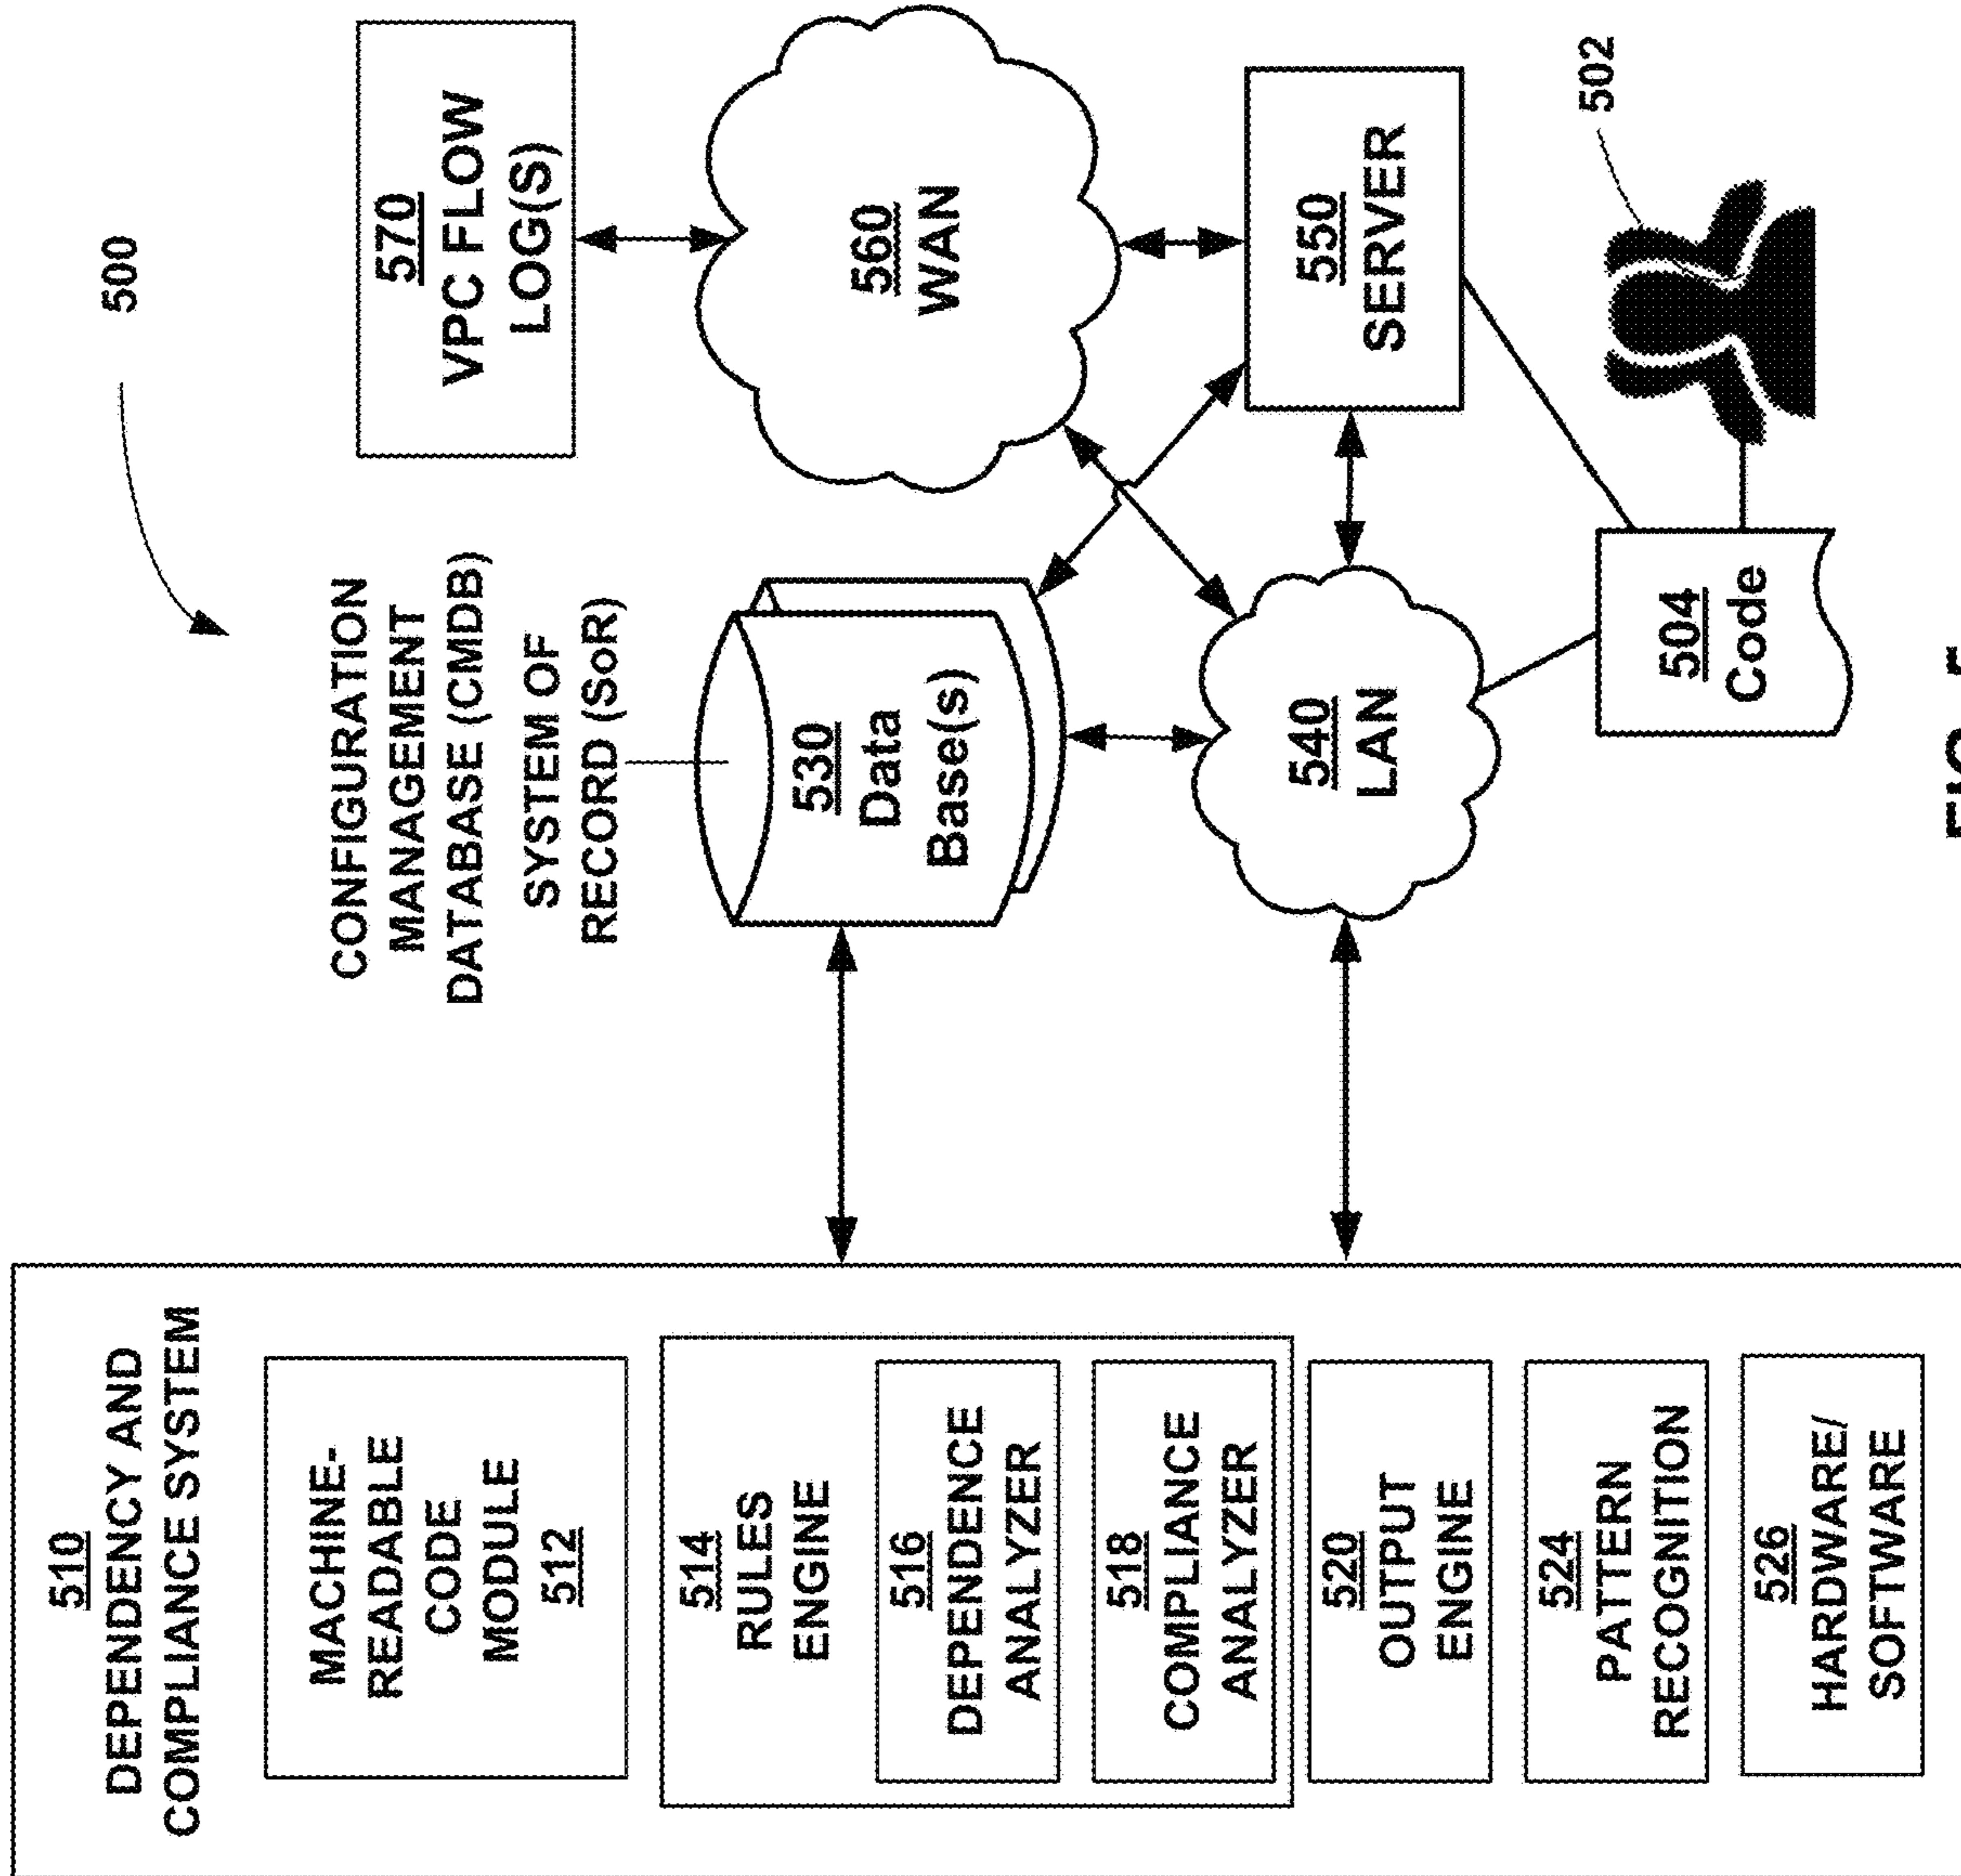 500
510
DEPENDENCY AND
COMPLIANCE SYSTEM
MACHINE-
READABLE
CODE
MODULE
512
514
RULES
ENGINE
516
DEPENDENCE
ANALYZER
518
COMPLIANCE
ANALYZER
520
OUTPUT
ENGINE
524
PATTERN
RECOGNITION
526
HARDWARE/
SOFTWARE
CONFIGURATION
MANAGEMENT
DATABASE (CMDB)
SYSTEM OF
RECORD (SoR)
530
Data
Base(s)
540
LAN
504
Code
570
VPC FLOW
LOG(S)
560
WAN
550
SERVER
502